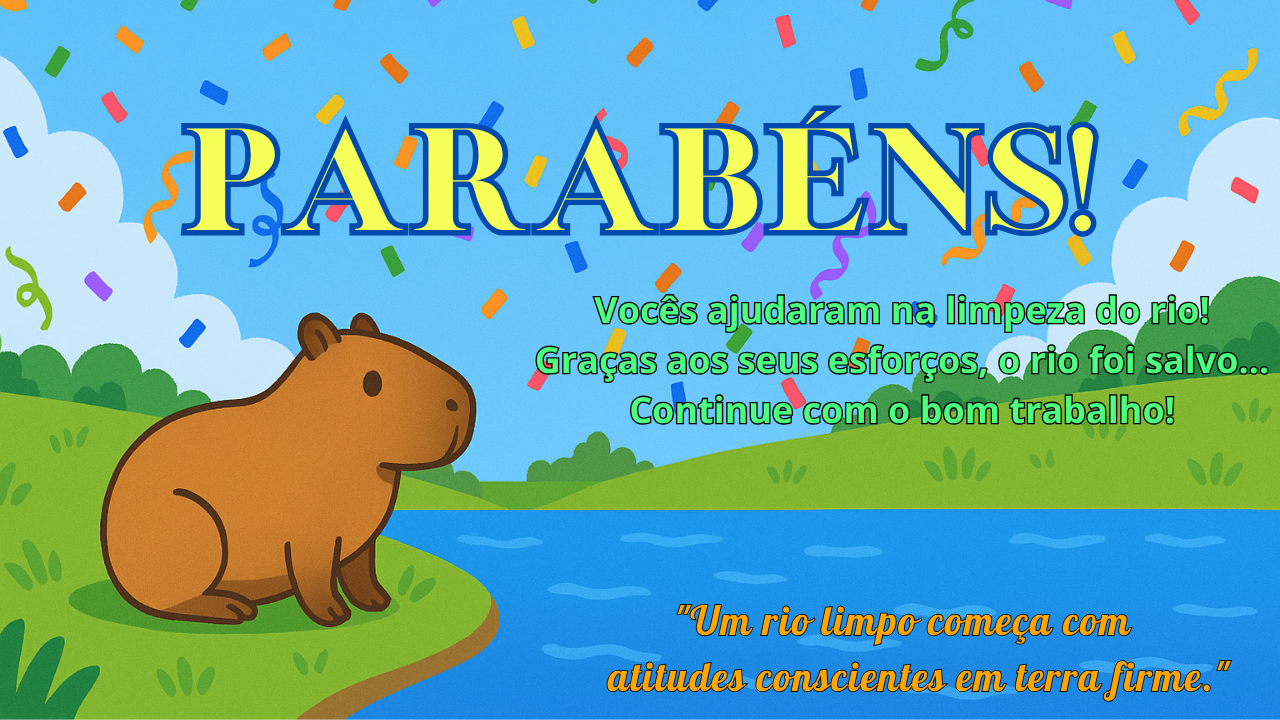 PARABÉNS!
Vocês ajudaram na limpeza do rio!
Graças aos seus esforços, o rio foi salvo...
Continue com o bom trabalho!
"Um rio limpo começa com
atitudes conscientes em terra firme."